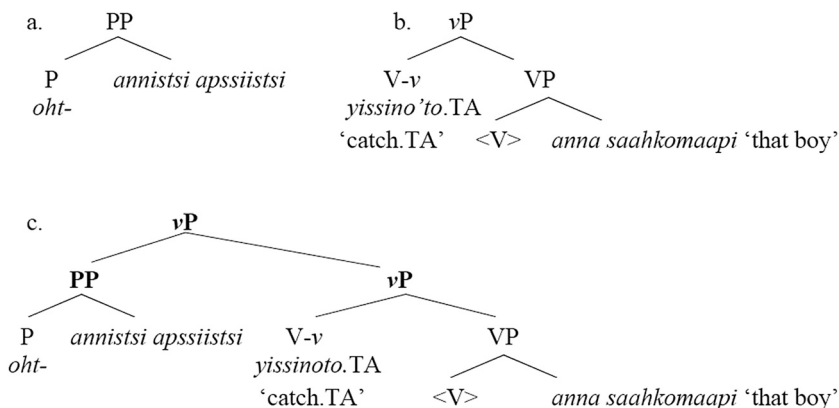 a. PP b. vP
P annistsi apssiistsi V-v VP
oht- yissino’to.TA
‘catch.TA’ <V> anna saahkomaapi ‘that boy’
c. vP
PP vP
P annistsi apssiistsi V-v VP
oht- yissinoto.TA
‘catch.TA’ <V> anna saahkomaapi ‘that boy’